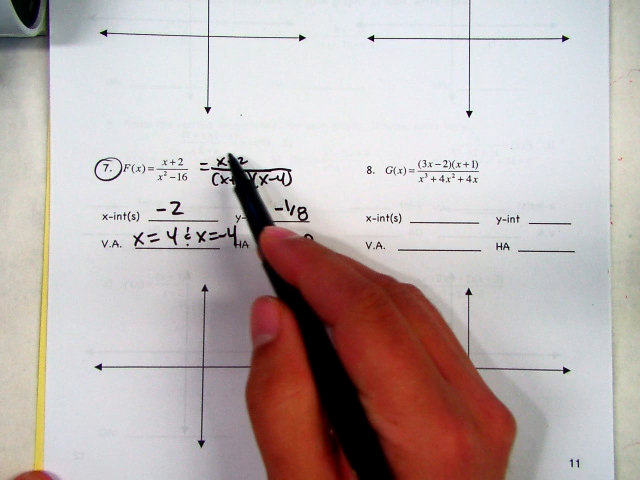 7. F(x) = x+2 / x² −16 = x+2 / (x+ )(x−4)
x-int(s) −2 y- −1/8
V.A. x = 4 & x = −4 HA
8. G(x) = (3x−2)(x+1) / x³ + 4x² + 4x
x-int(s) y-int
V.A. HA
11